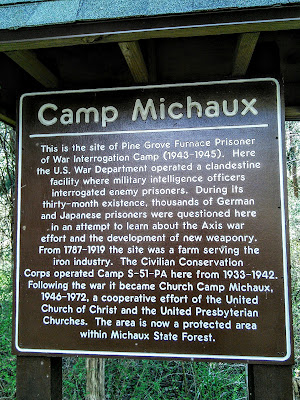 Camp Michaux
This is the site of Pine Grove Furnace Prisoner
of War Interrogation Camp (1943-1945). Here
the U.S. War Department operated a clandestine
facility where military intelligence officers
interrogated enemy prisoners. During its
thirty-month existence, thousands of German
and Japanese prisoners were questioned here
in an attempt to learn about the Axis war
effort and the development of new weaponry.
From 1787-1919 the site was a farm serving the
iron industry. The Civilian Conservation
Corps operated Camp S-51-PA here from 1933-1942.
Following the war it became Church Camp Michaux,
1946-1972, a cooperative effort of the United
Church of Christ and the United Presbyterian
Churches. The area is now a protected area
within Michaux State Forest.